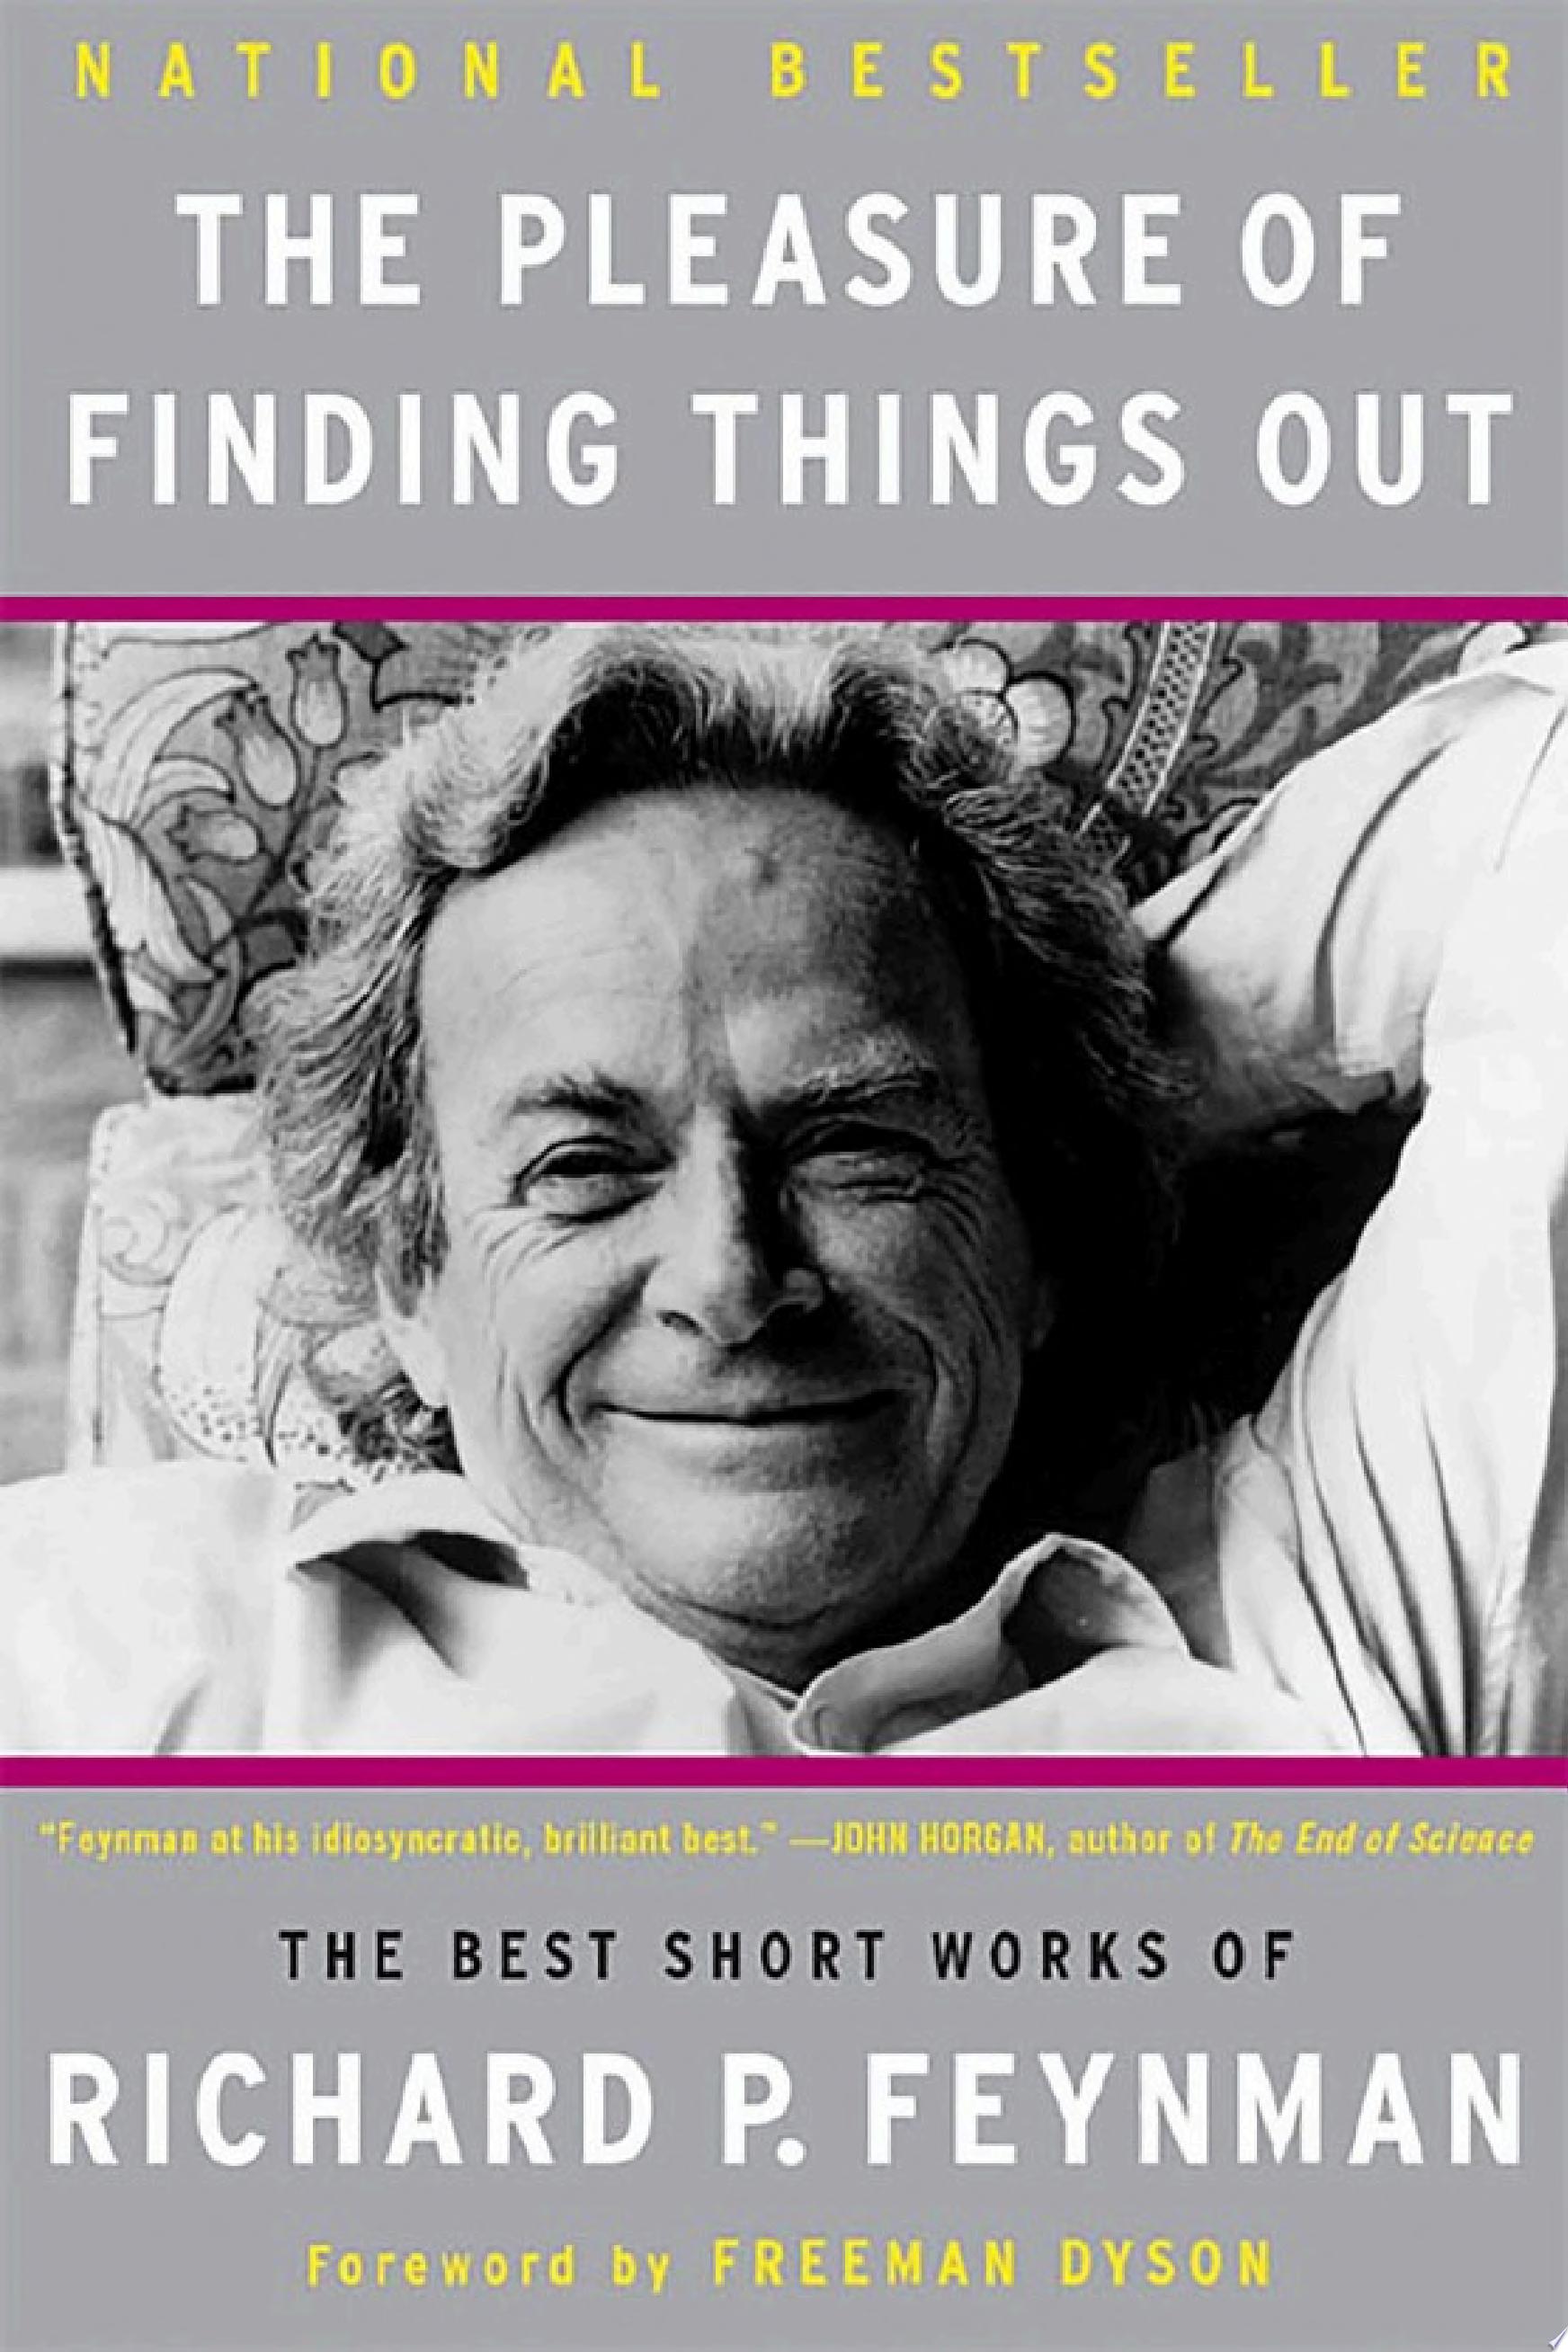 NATIONAL BESTSELLER
THE PLEASURE OF
FINDING THINGS OUT
"Feynman at his idiosyncratic, brilliant best." —JOHN HORGAN, author of The End of Science
THE BEST SHORT WORKS OF
RICHARD P. FEYNMAN
Foreword by FREEMAN DYSON